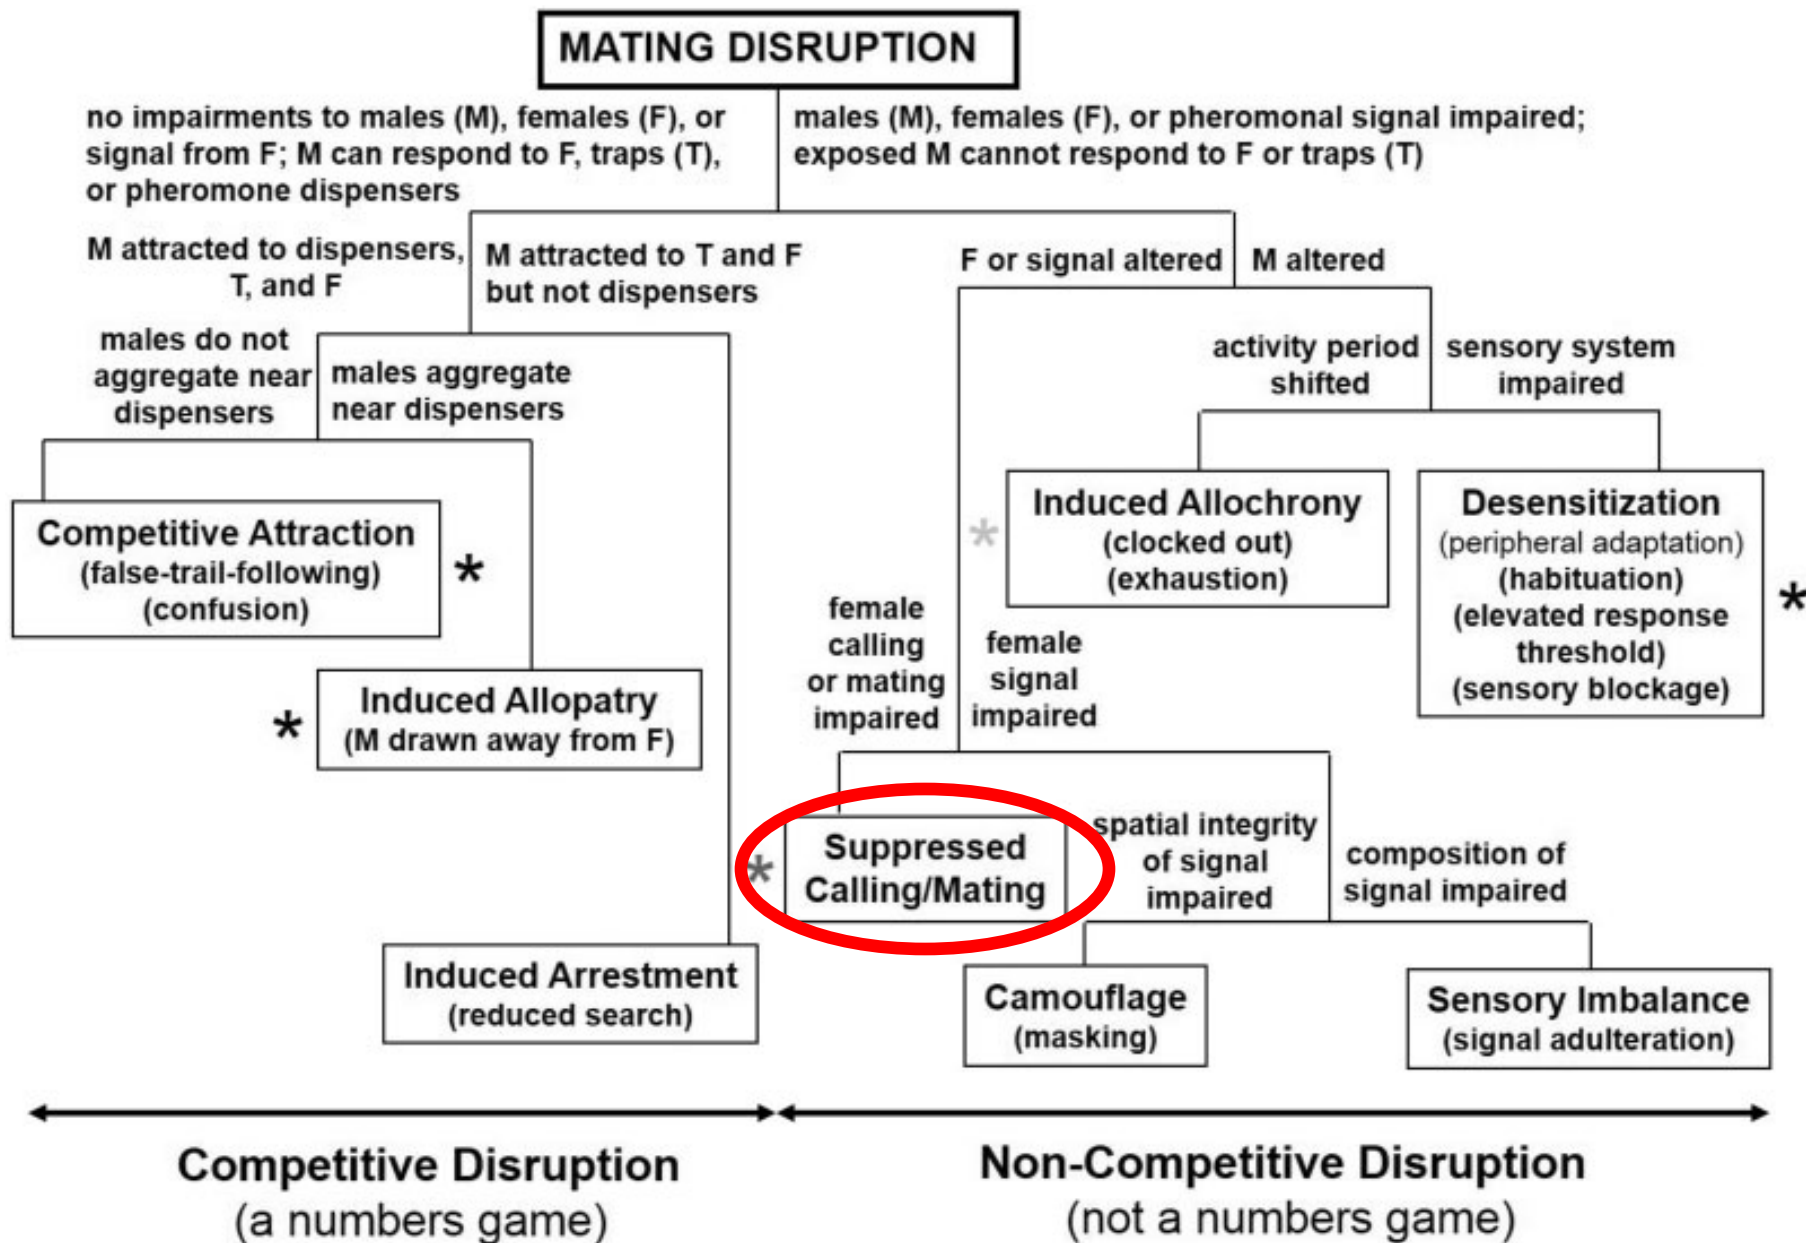 MATING DISRUPTION
no impairments to males (M), females (F), or
signal from F; M can respond to F, traps (T),
or pheromone dispensers
males (M), females (F), or pheromonal signal impaired;
exposed M cannot respond to F or traps (T)
M attracted to dispensers,
T, and F
M attracted to T and F
but not dispensers
F or signal altered
M altered
males do not
aggregate near
dispensers
males aggregate
near dispensers
activity period
shifted
sensory system
impaired
Competitive Attraction
(false-trail-following)
(confusion)
*
Induced Allopatry
(M drawn away from F)
*
Induced Arrestment
(reduced search)
*
Induced Allochrony
(clocked out)
(exhaustion)
Desensitization
(peripheral adaptation)
(habituation)
(elevated response
threshold)
(sensory blockage)
*
female
calling
or mating
impaired
female
signal
impaired
*
Suppressed
Calling/Mating
spatial integrity
of signal
impaired
composition of
signal impaired
Camouflage
(masking)
Sensory Imbalance
(signal adulteration)
Competitive Disruption
(a numbers game)
Non-Competitive Disruption
(not a numbers game)